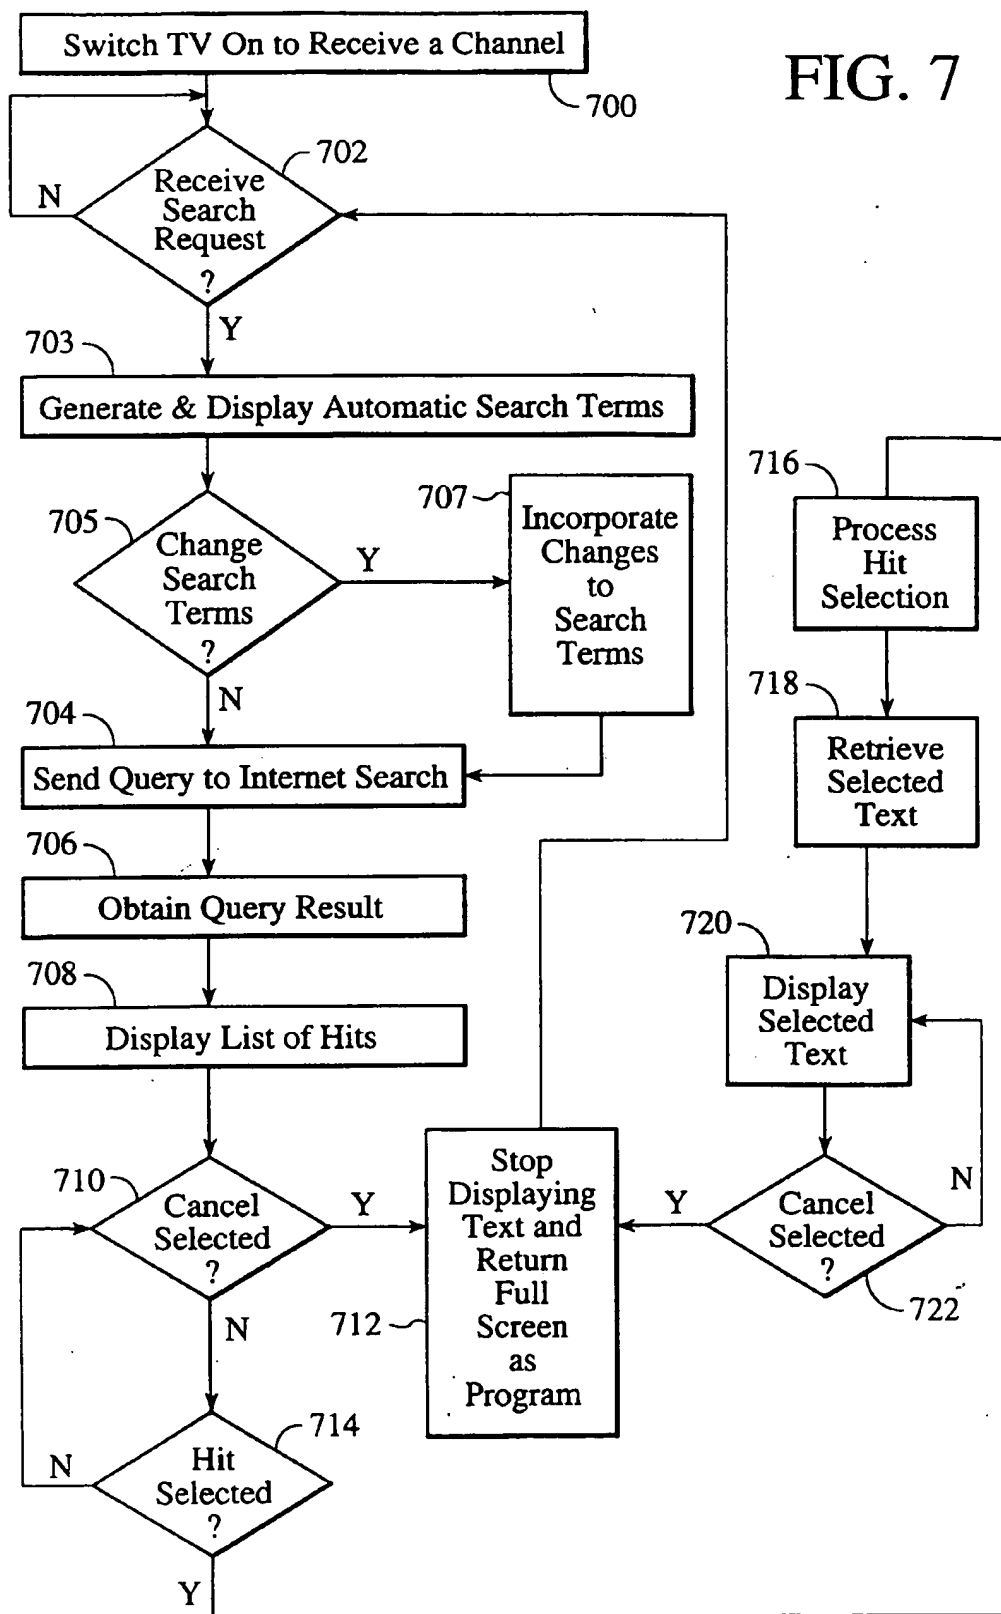 Switch TV On to Receive a Channel
700
FIG. 7
702
Receive
Search
Request
?
N
Y
703
Generate & Display Automatic Search Terms
705
Change
Search
Terms
?
Y
N
707
Incorporate
Changes
to
Search
Terms
704
Send Query to Internet Search
706
Obtain Query Result
708
Display List of Hits
710
Cancel
Selected
?
Y
N
712
Stop
Displaying
Text and
Return
Full
Screen
as
Program
714
Hit
Selected
?
N
Y
716
Process
Hit
Selection
718
Retrieve
Selected
Text
720
Display
Selected
Text
Cancel
Selected
?
Y
N
722